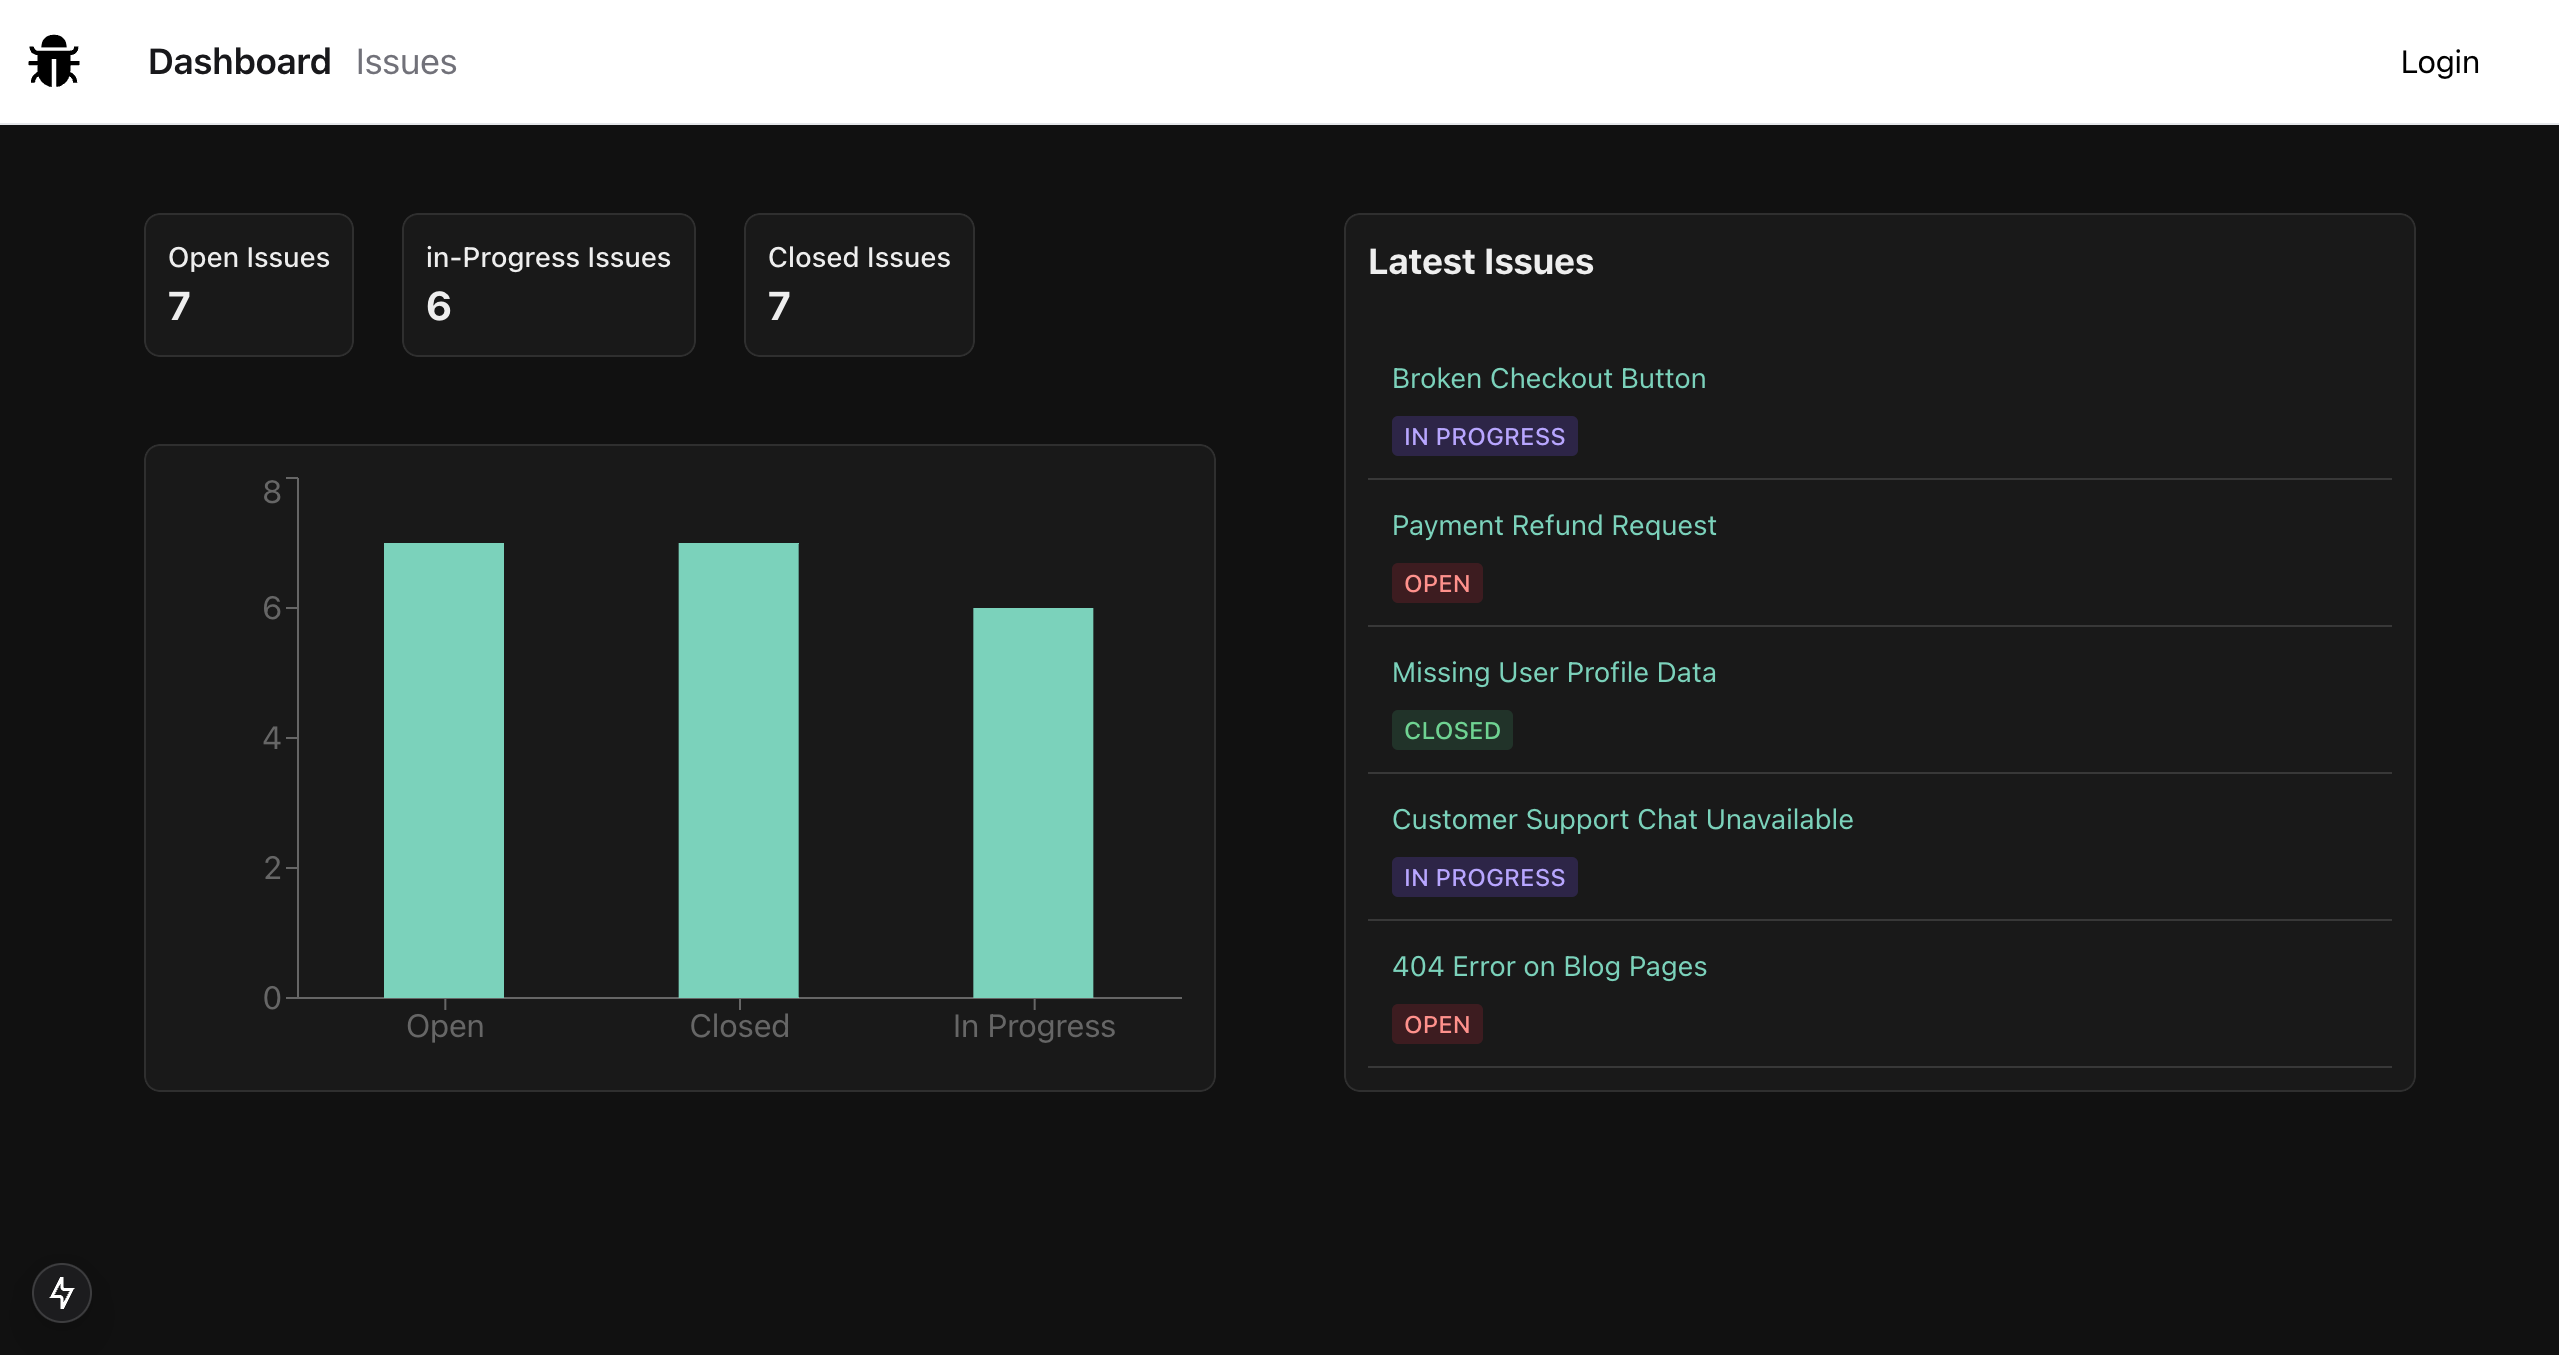 Dashboard Issues
Login
Open Issues
7
in-Progress Issues
6
Closed Issues
7
8
6
4
2
0
Open
Closed
In Progress
Latest Issues
Broken Checkout Button
IN PROGRESS
Payment Refund Request
OPEN
Missing User Profile Data
CLOSED
Customer Support Chat Unavailable
IN PROGRESS
404 Error on Blog Pages
OPEN